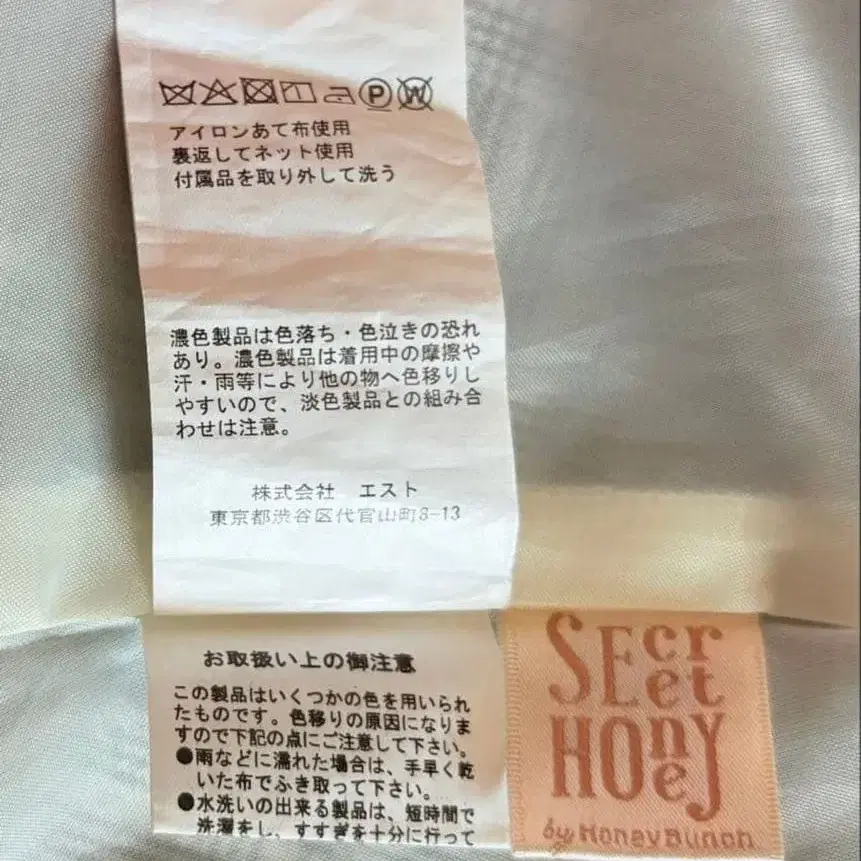 P W
アイロンあて布使用
裏返してネット使用
付属品を取り外して洗う
濃色製品は色落ち・色泣きの恐れ
あり。濃色製品は着用中の摩擦や
汗・雨等により他の物へ色移りし
やすいので、淡色製品との組み合
わせは注意。
株式会社 エスト
東京都渋谷区代官山町8-13
お取扱い上の御注意
この製品はいくつかの色を用いられ
たものです。色移りの原因になりま
すので下記の点にご注意して下さい。
●雨などに濡れた場合は、手早く乾
いた布でふき取って下さい。
●水洗いの出来る製品は、短時間で
洗濯をし、すすぎを十分に行って
SEcret
HOney
by Honey Bunch